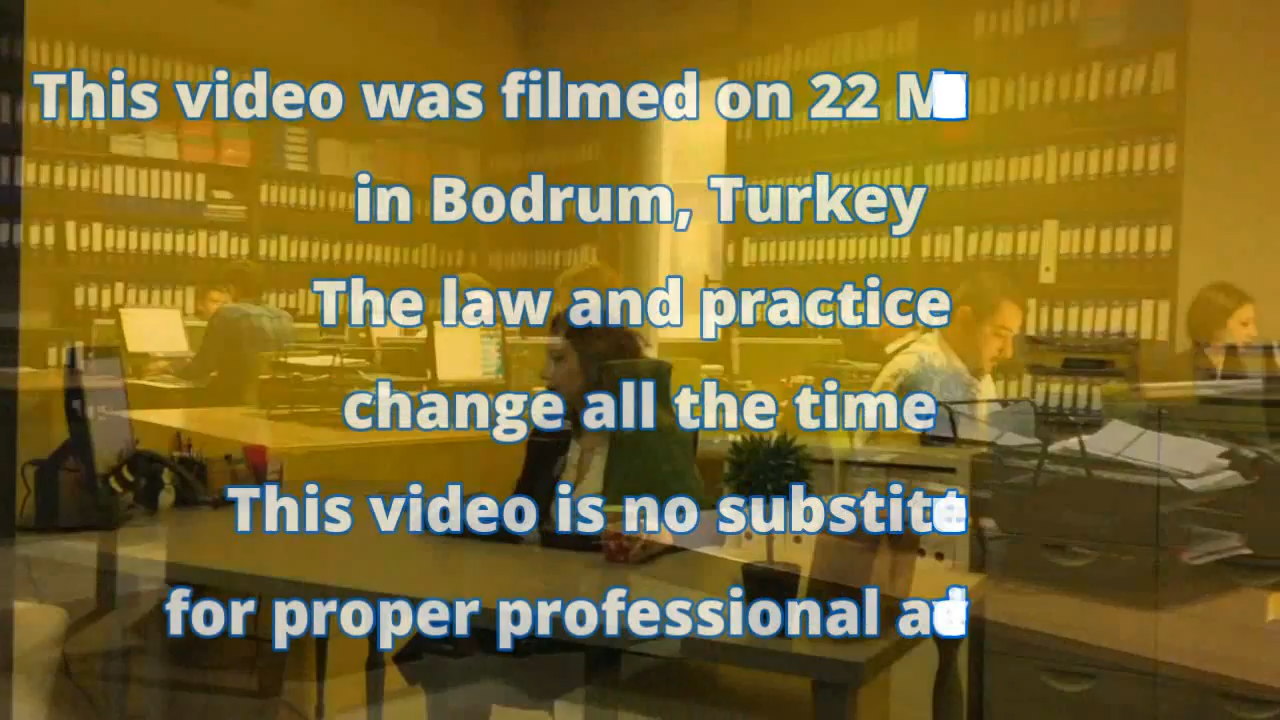 This video was filmed on 22
in Bodrum, Turkey
The law and practice
change all the time
This video is no
for proper professional